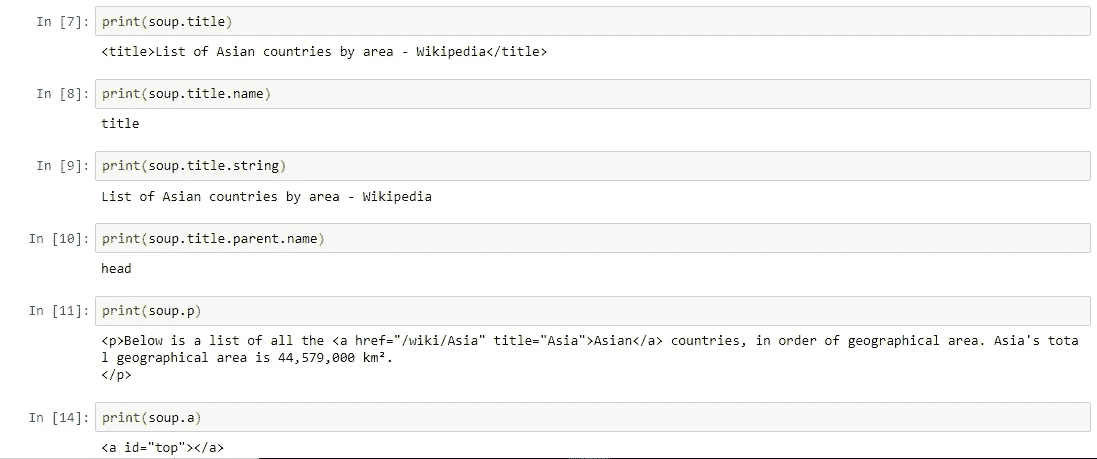 In [7]: print(soup.title)
<title>List of Asian countries by area - Wikipedia</title>
In [8]: print(soup.title.name)
title
In [9]: print(soup.title.string)
List of Asian countries by area - Wikipedia
In [10]: print(soup.title.parent.name)
head
In [11]: print(soup.p)
<p>Below is a list of all the <a href="/wiki/Asia" title="Asia">Asian</a> countries, in order of geographical area. Asia's tota
l geographical area is 44,579,000 km².
</p>
In [14]: print(soup.a)
<a id="top"></a>